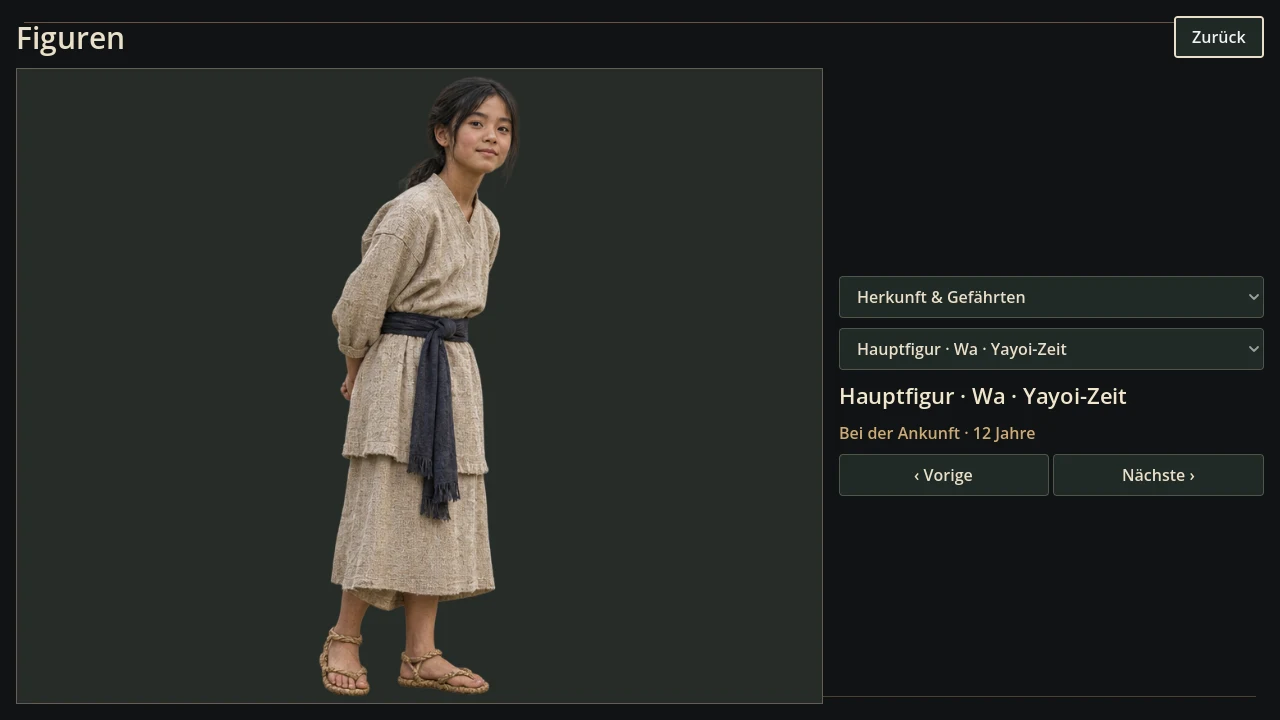 Figuren
Zurück
Herkunft & Gefährten
Hauptfigur · Wa · Yayoi-Zeit
Hauptfigur · Wa · Yayoi-Zeit
Bei der Ankunft · 12 Jahre
‹ Vorige
Nächste ›